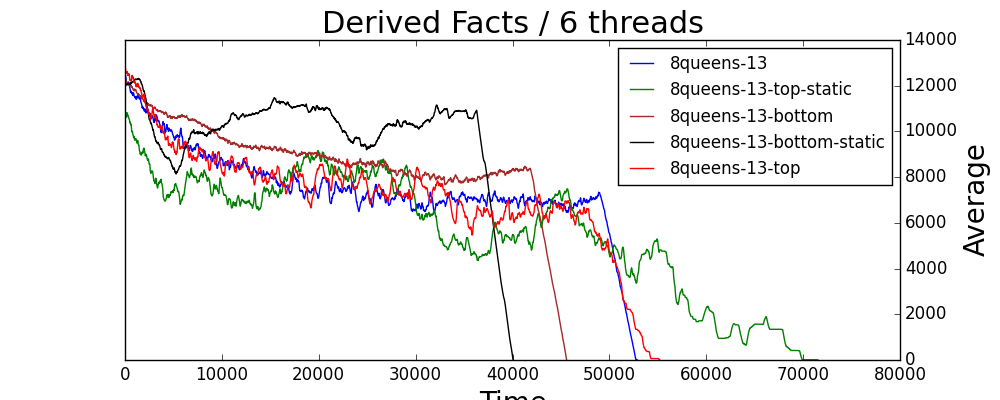 Derived Facts / 6 threads
8queens-13
8queens-13-top-static
8queens-13-bottom
8queens-13-bottom-static
8queens-13-top
14000
12000
10000
8000
6000
4000
2000
0
Average
0 10000 20000 30000 40000 50000 60000 70000 80000
Time